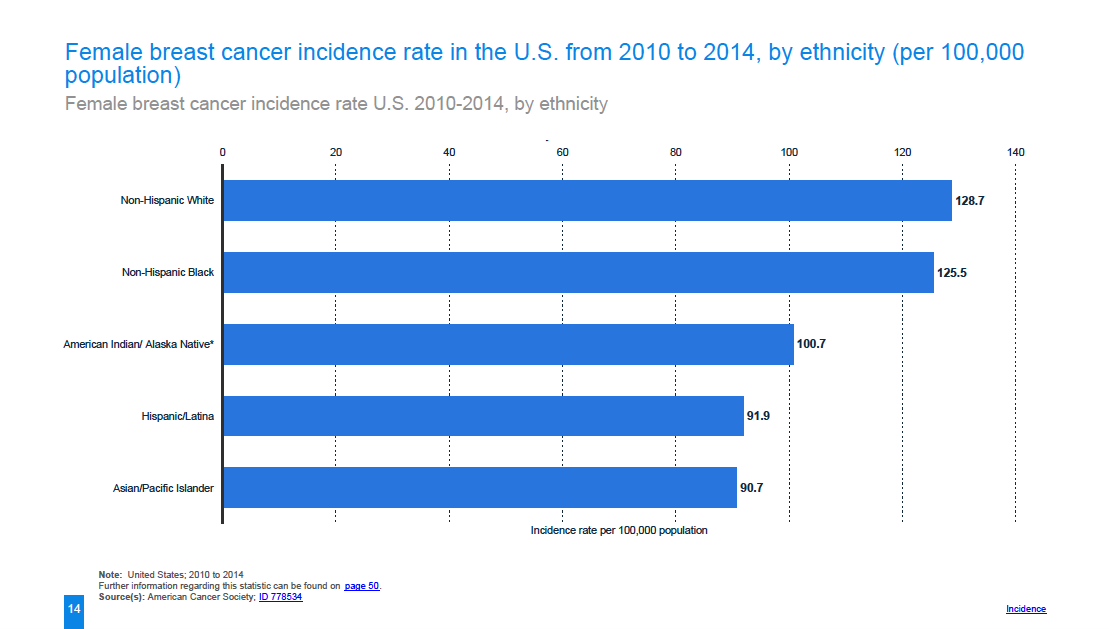 Female breast cancer incidence rate in the U.S. from 2010 to 2014, by ethnicity (per 100,000
population)
Female breast cancer incidence rate U.S. 2010-2014, by ethnicity
0 20 40 60 80 100 120 140
Non-Hispanic White 128.7
Non-Hispanic Black 125.5
American Indian/ Alaska Native* 100.7
Hispanic/Latina 91.9
Asian/Pacific Islander 90.7
Incidence rate per 100,000 population
Note: United States; 2010 to 2014
Further information regarding this statistic can be found on page 50.
Source(s): American Cancer Society; ID 778534
14
Incidence